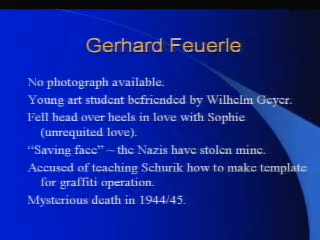 Gerhard Feuerle
No photograph available.
Young art student befriended by Wilhelm Geyer.
Fell head over heels in love with Sophie
(unrequited love).
“Saving face” – the Nazis have stolen mine.
Accused of teaching Schurik how to make template
for graffiti operation.
Mysterious death in 1944/45.